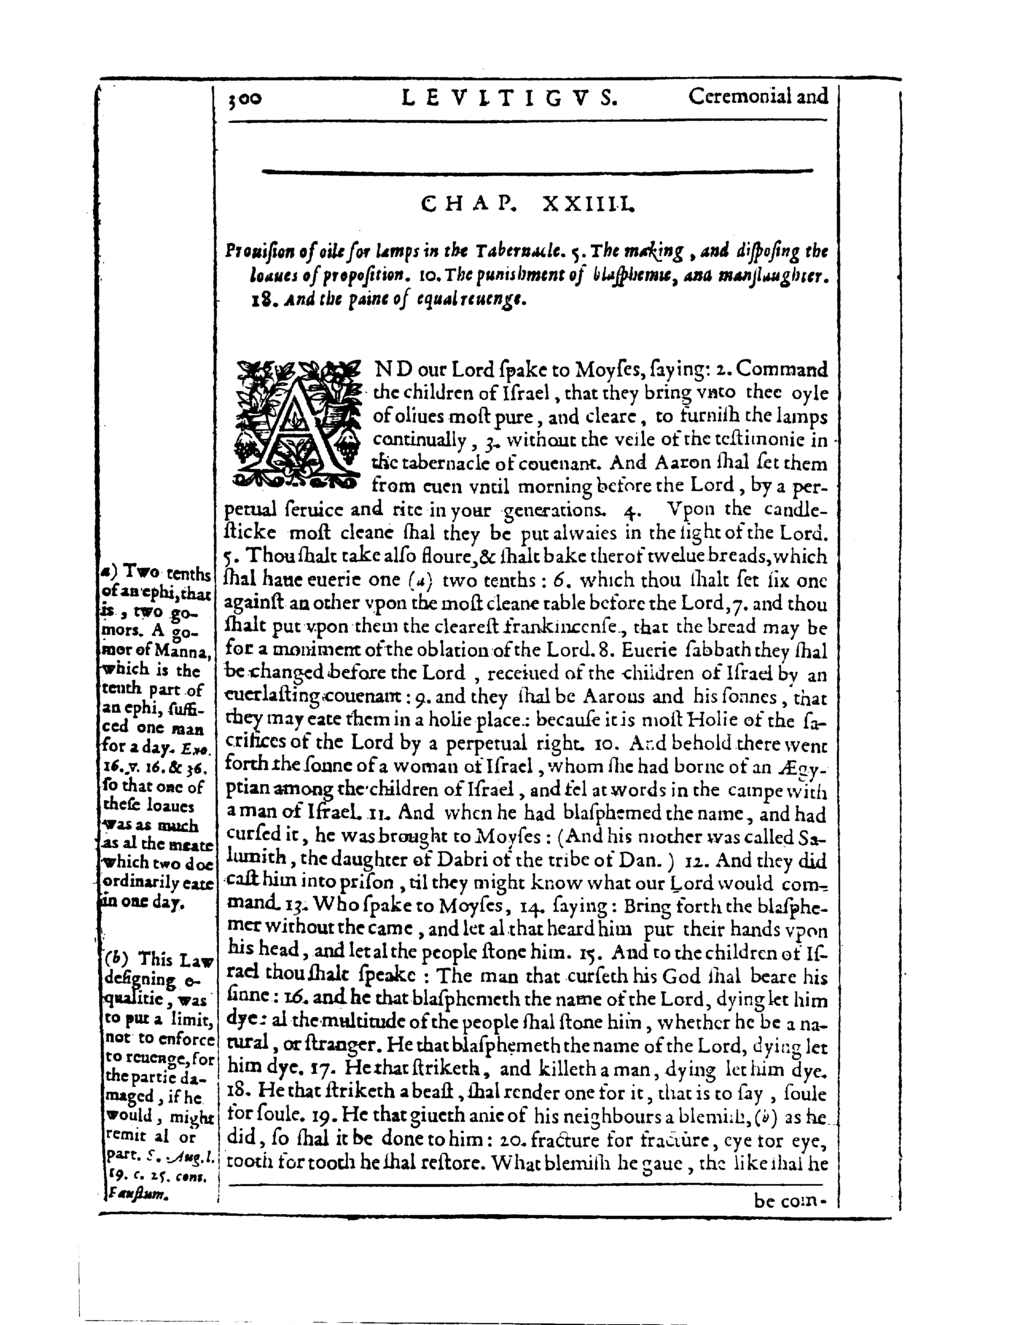 300 LEVITICVS. Ceremonial and
CHAP. XXIIII.
Prouiſion of oile for lamps in the Tabernacle. 5. The making, and diſpoſing the
loaues of propoſition. 10. The punishment of blaſphemie, and manſlaughter.
18. And the paine of equal reuenge.
AND our Lord ſpake to Moyſes, ſaying: 2. Command
the children of Iſrael, that they bring vnto thee oyle
of oliues moſt pure, and cleare, to furniſh the lamps
continually, 3. without the veile of the teſtimonie in
the tabernacle of couenant. And Aaron ſhal ſet them
from euen vntil morning before the Lord, by a per-
petual ſeruice and rite in your generations. 4. Vpon the candle-
ſticke moſt cleane ſhal they be put alwaies in the ſight of the Lord.
5. Thou ſhalt take alſo floure, & ſhalt bake therof twelue breads, which
ſhal haue euerie one (a) two tenths: 6. which thou ſhalt ſet ſix one
againſt an other vpon the moſt cleane table before the Lord, 7. and thou
ſhalt put vpon them the cleareſt frankincenſe, that the bread may be
for a moniment of the oblation of the Lord. 8. Euerie ſabbath they ſhal
be changed before the Lord, receiued of the children of Iſrael by an
euerlaſting couenant: 9. and they ſhal be Aarons and his ſonnes, that
they may eate them in a holie place: becauſe it is moſt Holie of the ſa-
crifices of the Lord by a perpetual right. 10. And behold there went
forth the ſonne of a woman of Iſrael, whom ſhe had borne of an Ægy-
ptian among the children of Iſrael, and fel at words in the campe with
a man of Iſrael. 11. And when he had blaſphemed the name, and had
curſed it, he was brought to Moyſes: (And his mother was called Sa-
lumith, the daughter of Dabri of the tribe of Dan.) 12. And they did
caſt him into priſon, til they might know what our Lord would com-
mand. 13. Who ſpake to Moyſes, 14. ſaying: Bring forth the blaſphe-
mer without the came, and let al that heard him put their hands vpon
his head, and let al the people ſtone him. 15. And to the children of Iſ-
rael thou ſhalt ſpeake: The man that curſeth his God ſhal beare his
ſinne: 16. and he that blaſphemeth the name of the Lord, dying let him
dye: al the multitude of the people ſhal ſtone him, whether he be a na-
tural, or ſtranger. He that blaſphemeth the name of the Lord, dying let
him dye. 17. He that ſtriketh, and killeth a man, dying let him dye.
18. He that ſtriketh a beaſt, ſhal render one for it, that is to ſay, ſoule
for ſoule. 19. He that giueth anie of his neighbours a blemiſh, (b) as he
did, ſo ſhal it be done to him: 20. fracture for fracture, eye for eye,
tooth for tooth he ſhal reſtore. What blemiſh he gaue, the like ſhal he
be com-
a) Two tenths
of an ephi, that
is, two go-
mors. A go-
mor of Manna,
which is the
tenth part of
an ephi, ſuffi-
ced one man
for a day. Exo.
16. v. 16. & 36.
ſo that one of
theſe loaues
was as much
as al the meate
which two doe
ordinarily eate
in one day.
(b) This Law
deſigning e-
qualitie, was
to put a limit,
not to enforce
to reuenge, for
the partie da-
maged, if he
would, might
remit al or
part. S. Aug. l.
19. c. 25. cont.
Fauſtum.